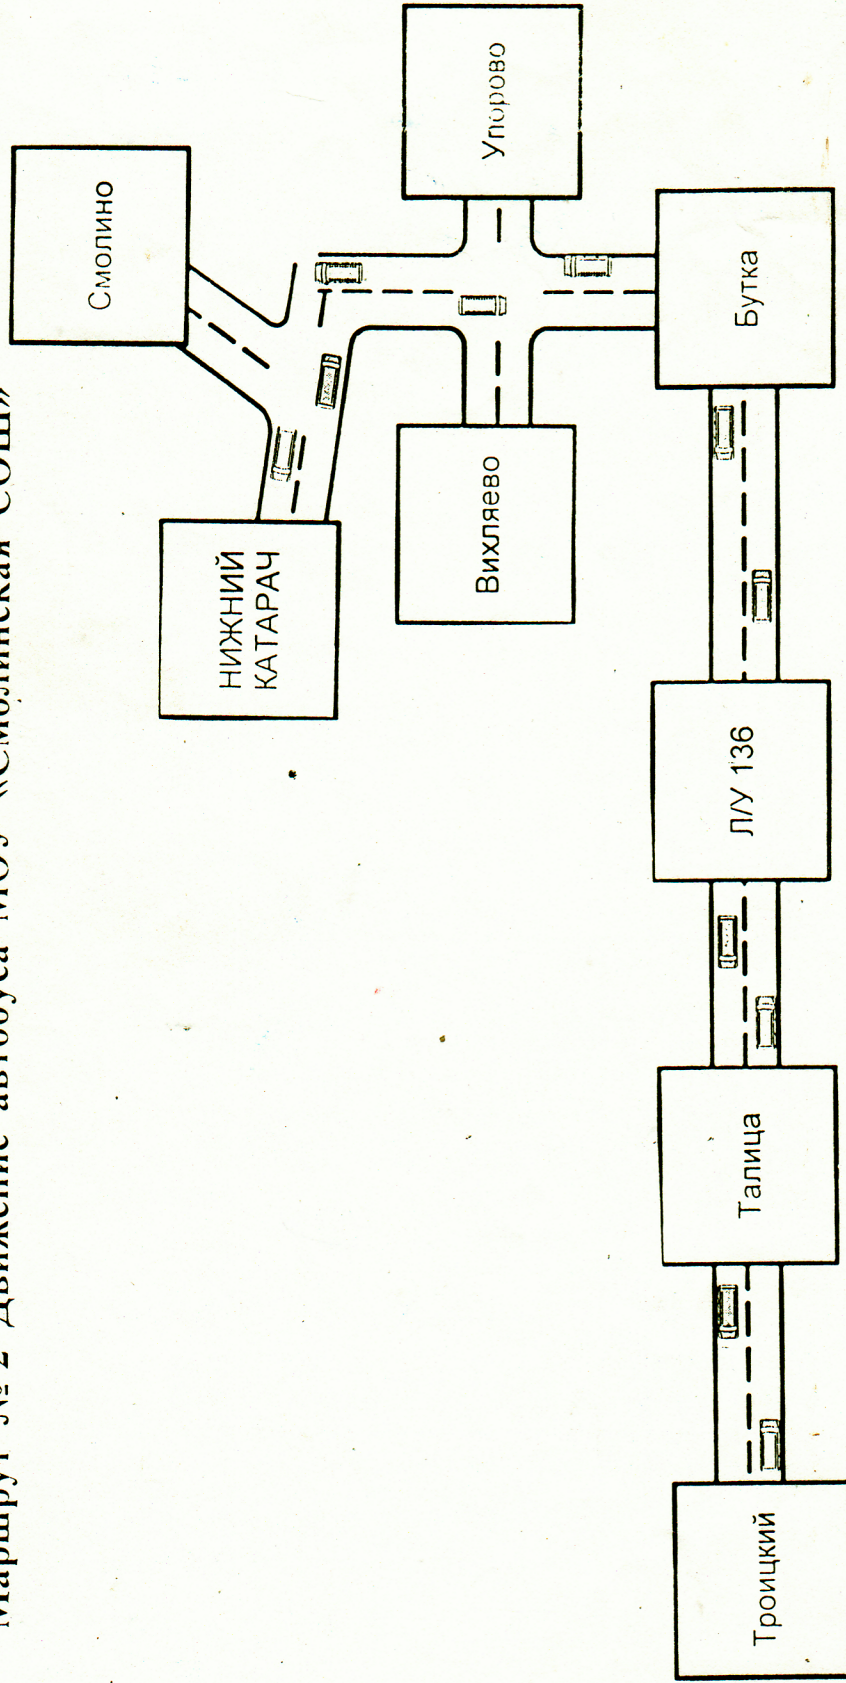 Маршрут № 2 Движение автобуса МОУ «Смолинская СОШ»
Смолино
Упорово
НИЖНИЙ
КАТАРАЧ
Вихляево
Бутка
Л/У 136
Талица
Троицкий